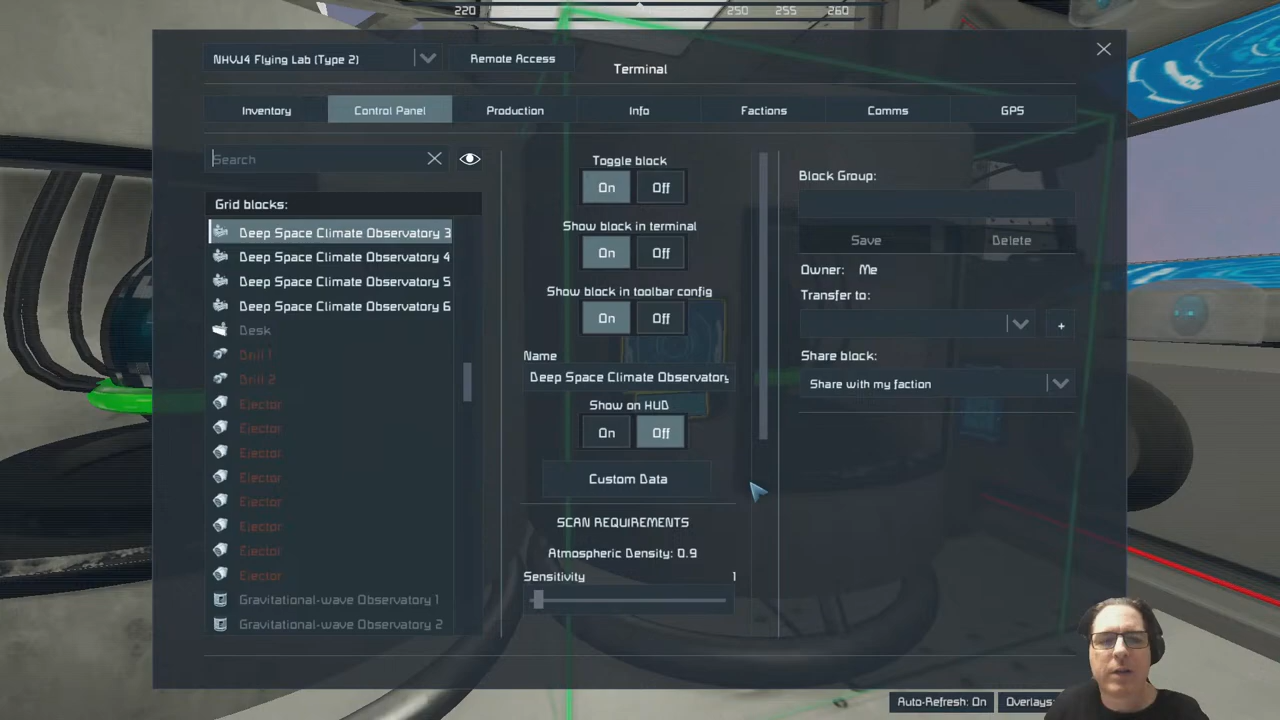 220
250
255
260
NHVJ4 Flying Lab (Type 2)
Remote Access
Terminal
Inventory
Control Panel
Production
Info
Factions
Comms
GPS
Search
Grid blocks:
Deep Space Climate Observatory 3
Deep Space Climate Observatory 4
Deep Space Climate Observatory 5
Deep Space Climate Observatory 6
Desk
Drill 1
Drill 2
Ejector
Ejector
Ejector
Ejector
Ejector
Ejector
Ejector
Ejector
Gravitational-wave Observatory 1
Gravitational-wave Observatory 2
Toggle block
On Off
Show block in terminal
On Off
Show block in toolbar config
On Off
Name
Deep Space Climate Observatory
Show on HUD
On Off
Custom Data
SCAN REQUIREMENTS
Atmospheric Density: 0.9
Sensitivity 1
Block Group:
Save Delete
Owner: Me
Transfer to:
+
Share block:
Share with my faction
Auto-Refresh: On
Overlays: